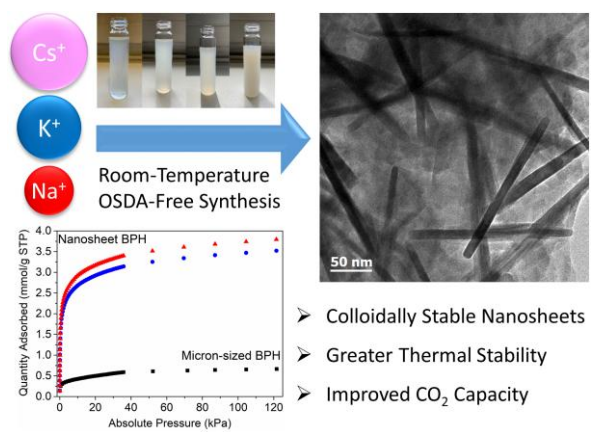 Cs⁺
K⁺
Na⁺
Room-Temperature
OSDA-Free Synthesis
50 nm
4.0
3.5
3.0
2.5
2.0
1.5
1.0
0.5
0.0
Quantity Adsorbed (mmol/g STP)
Nanosheet BPH
Micron-sized BPH
0 20 40 60 80 100 120
Absolute Pressure (kPa)
➢ Colloidally Stable Nanosheets
➢ Greater Thermal Stability
➢ Improved CO₂ Capacity